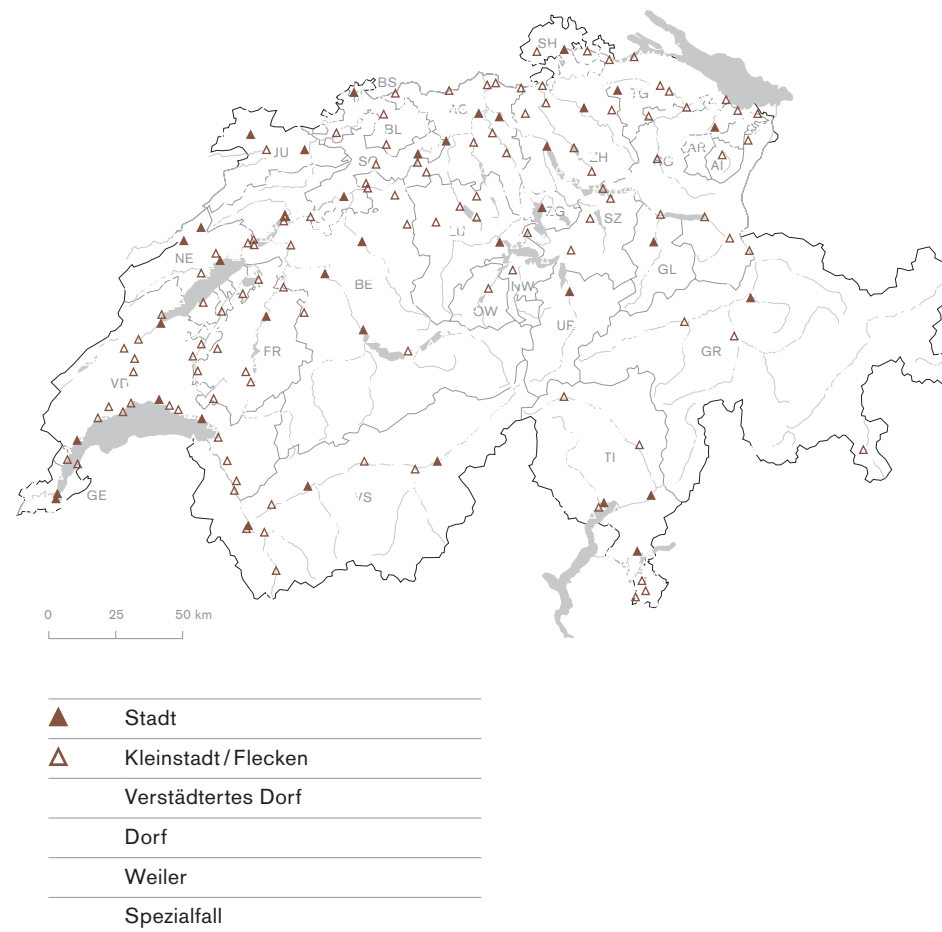 SH
BS
TG
AG
BL
JU
ZH
AR
SO
SG
AI
ZG
SZ
LU
NE
GL
BE
NW
OW
UR
FR
GR
VD
TI
VS
GE
0 25 50 km
Stadt
Kleinstadt / Flecken
Verstädtertes Dorf
Dorf
Weiler
Spezialfall